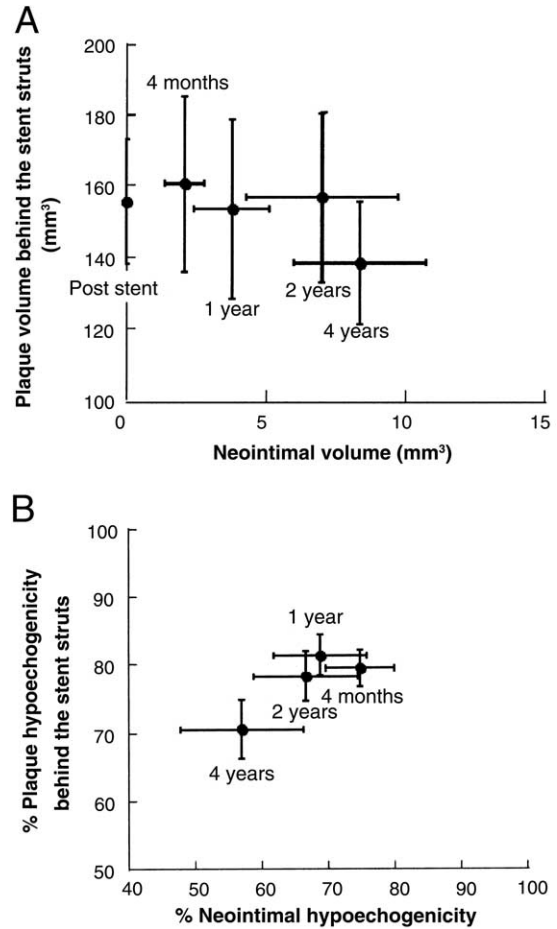 A
Plaque volume behind the stent struts
(mm³)
200
180
160
140
120
100
4 months
Post stent
1 year
2 years
4 years
0
5
10
15
Neointimal volume (mm³)
B
% Plaque hypoechogenicity
behind the stent struts
100
90
80
70
60
50
1 year
4 months
2 years
4 years
40
50
60
70
80
90
100
% Neointimal hypoechogenicity